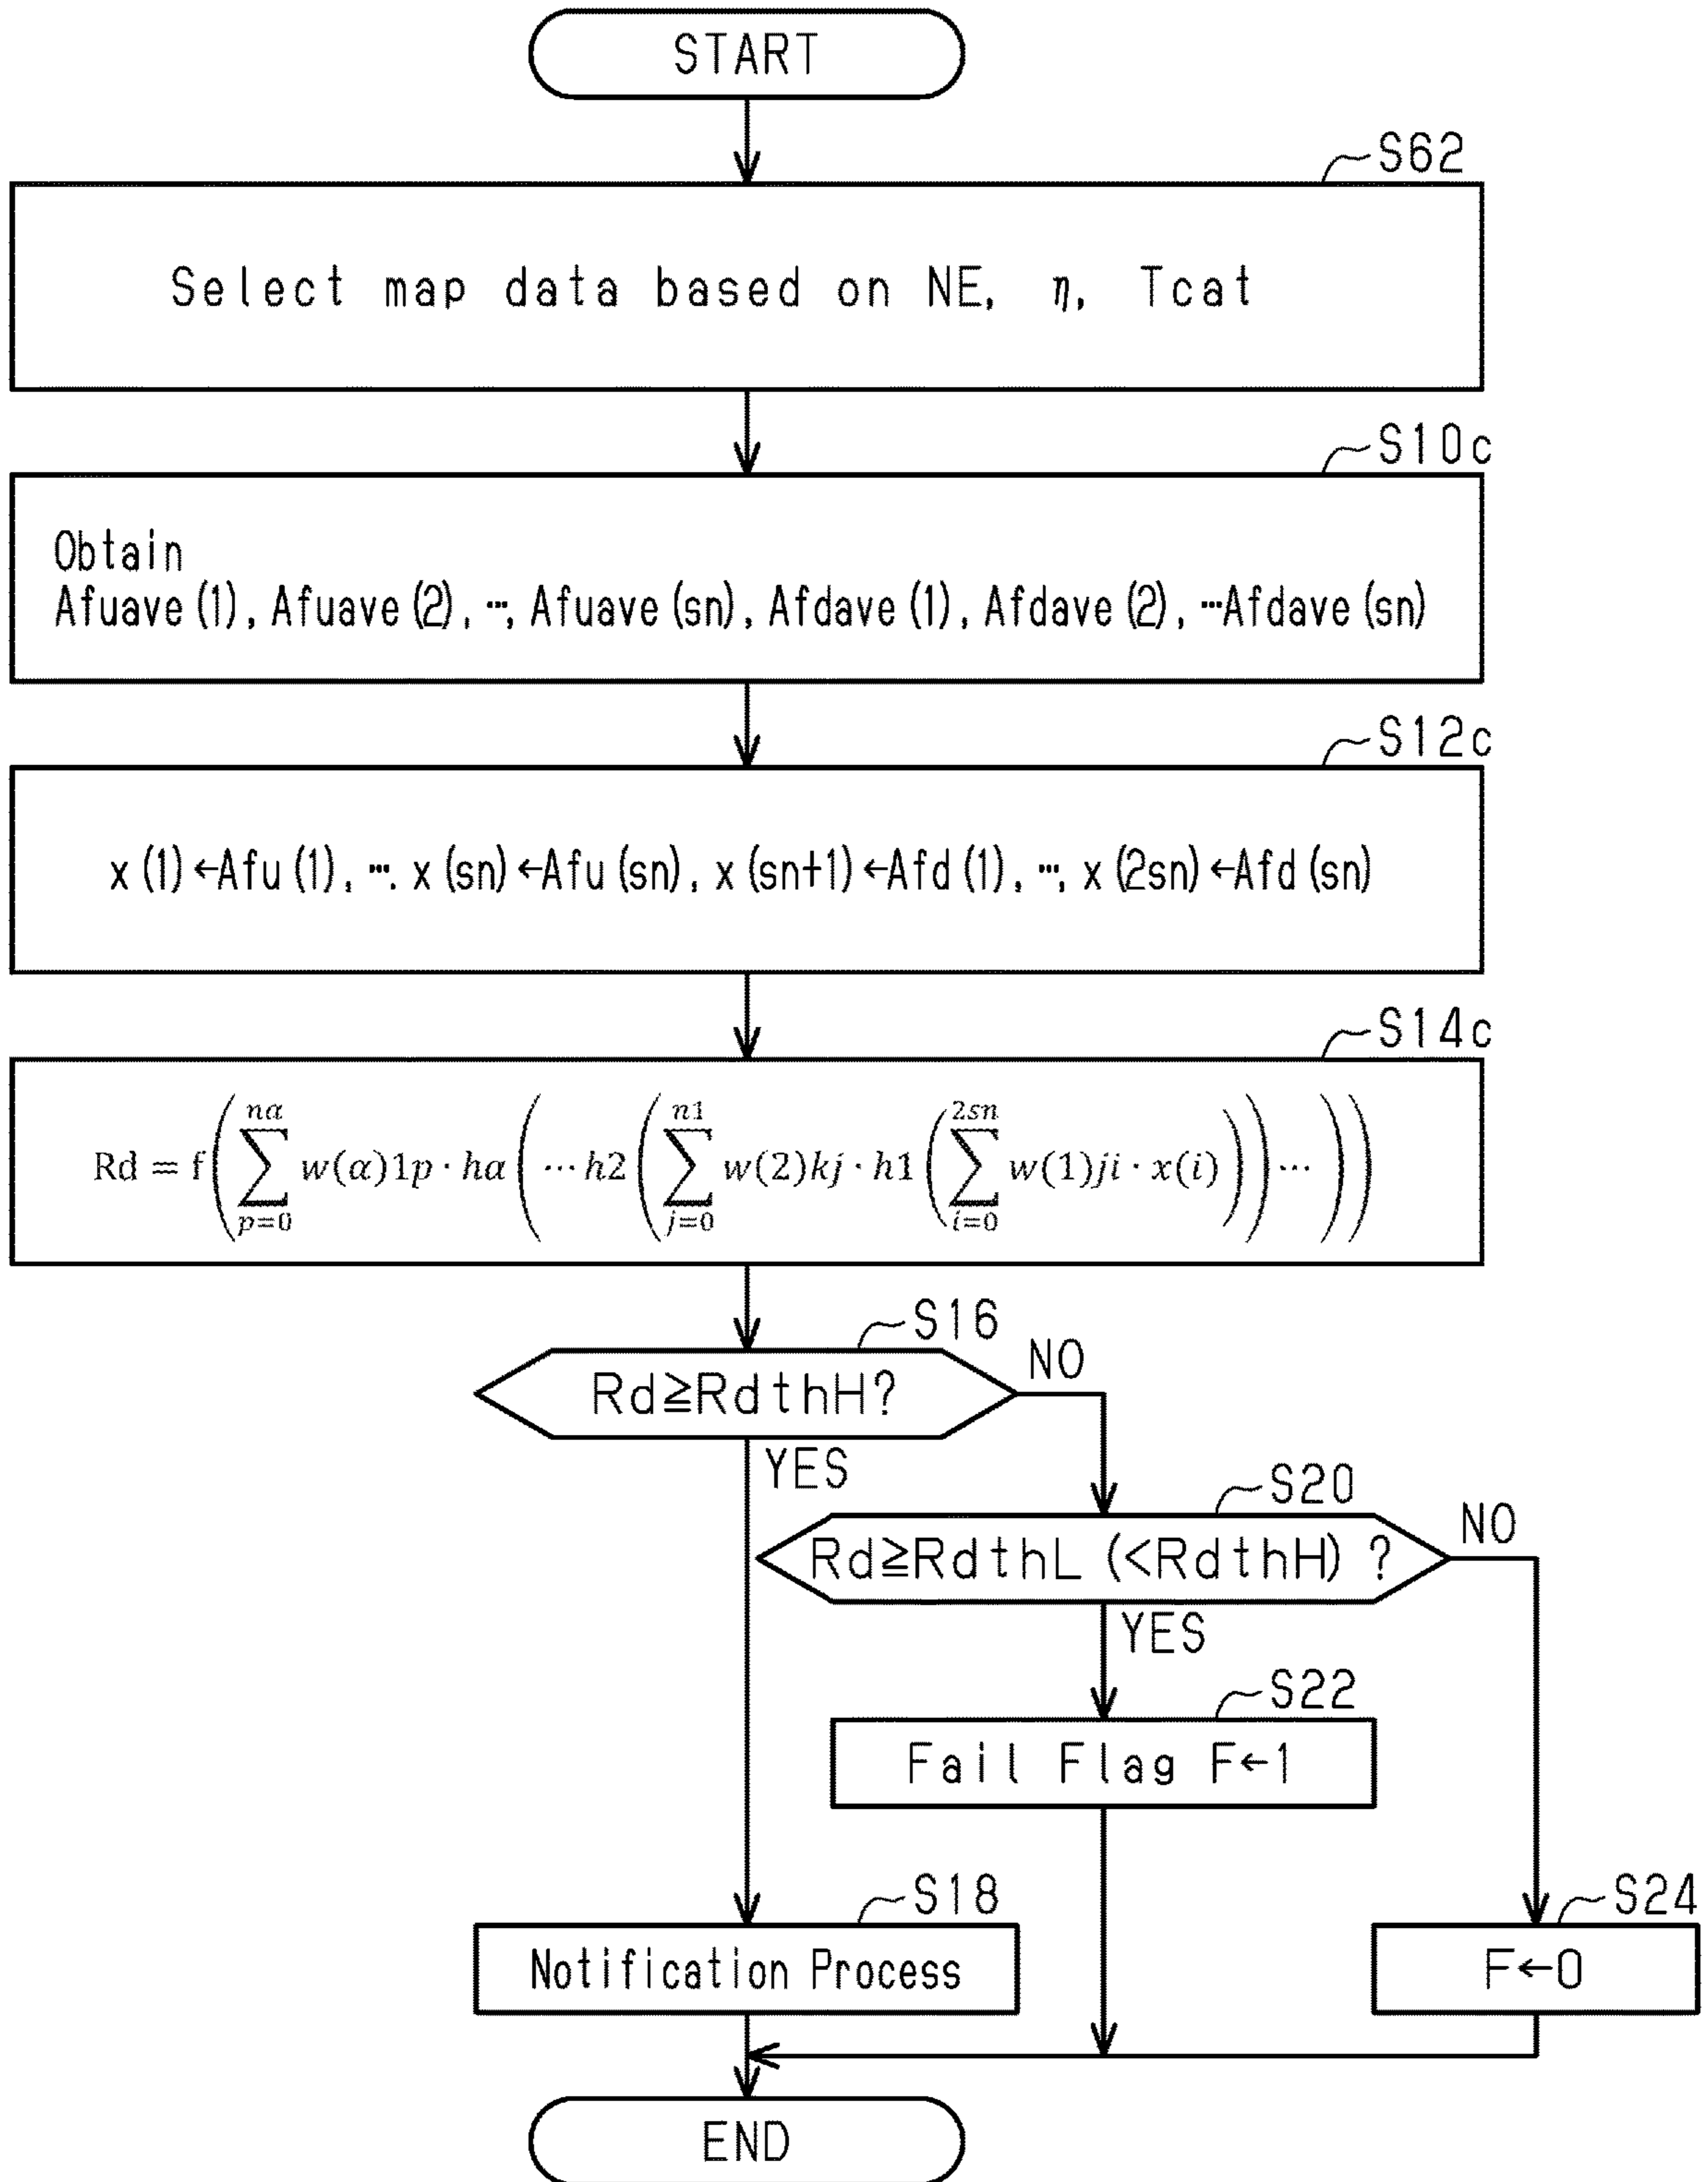 START
S62
Select map data based on NE, η, Tcat
S10c
Obtain
Afuave(1), Afuave(2), …, Afuave(sn), Afdave(1), Afdave(2), …Afdave(sn)
S12c
x(1)←Afu(1), …. x(sn)←Afu(sn), x(sn+1)←Afd(1), …, x(2sn)←Afd(sn)
S14c
Rd = f(∑_{p=0}^{nα} w(α)1p · hα(…h2(∑_{j=0}^{n1} w(2)kj · h1(∑_{i=0}^{2sn} w(1)ji · x(i)))…))
S16
Rd≧RdthH?
NO
YES
S20
Rd≧RdthL (<RdthH) ?
NO
YES
S22
Fail Flag F←1
S18
Notification Process
S24
F←0
END